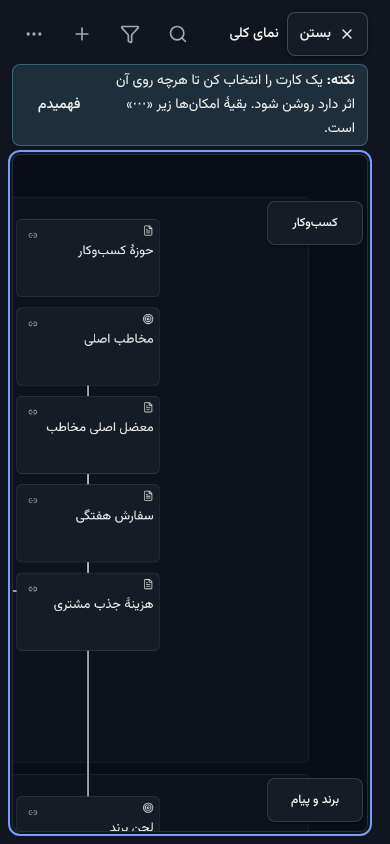 بستن
نمای کلی
نکته: یک کارت را انتخاب کن تا هرچه روی آن
اثر دارد روشن شود. بقیهٔ امکان‌ها زیر «···»
است.
فهمیدم
کسب‌وکار
حوزهٔ کسب‌وکار
مخاطب اصلی
معضل اصلی مخاطب
سفارش هفتگی
هزینهٔ جذب مشتری
برند و پیام
لحن برند